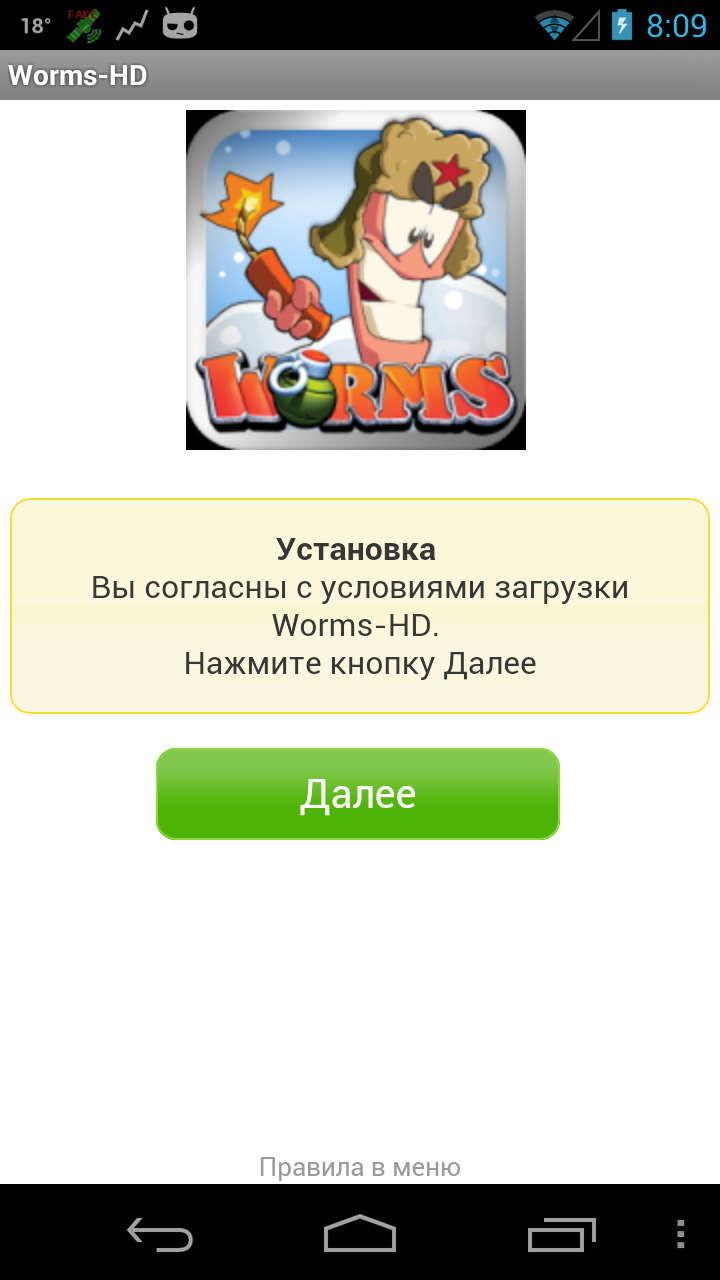 18°
FAKE
8:09
Worms-HD
WORMS
Установка
Вы согласны с условиями загрузки
Worms-HD.
Нажмите кнопку Далее
Далее
Правила в меню